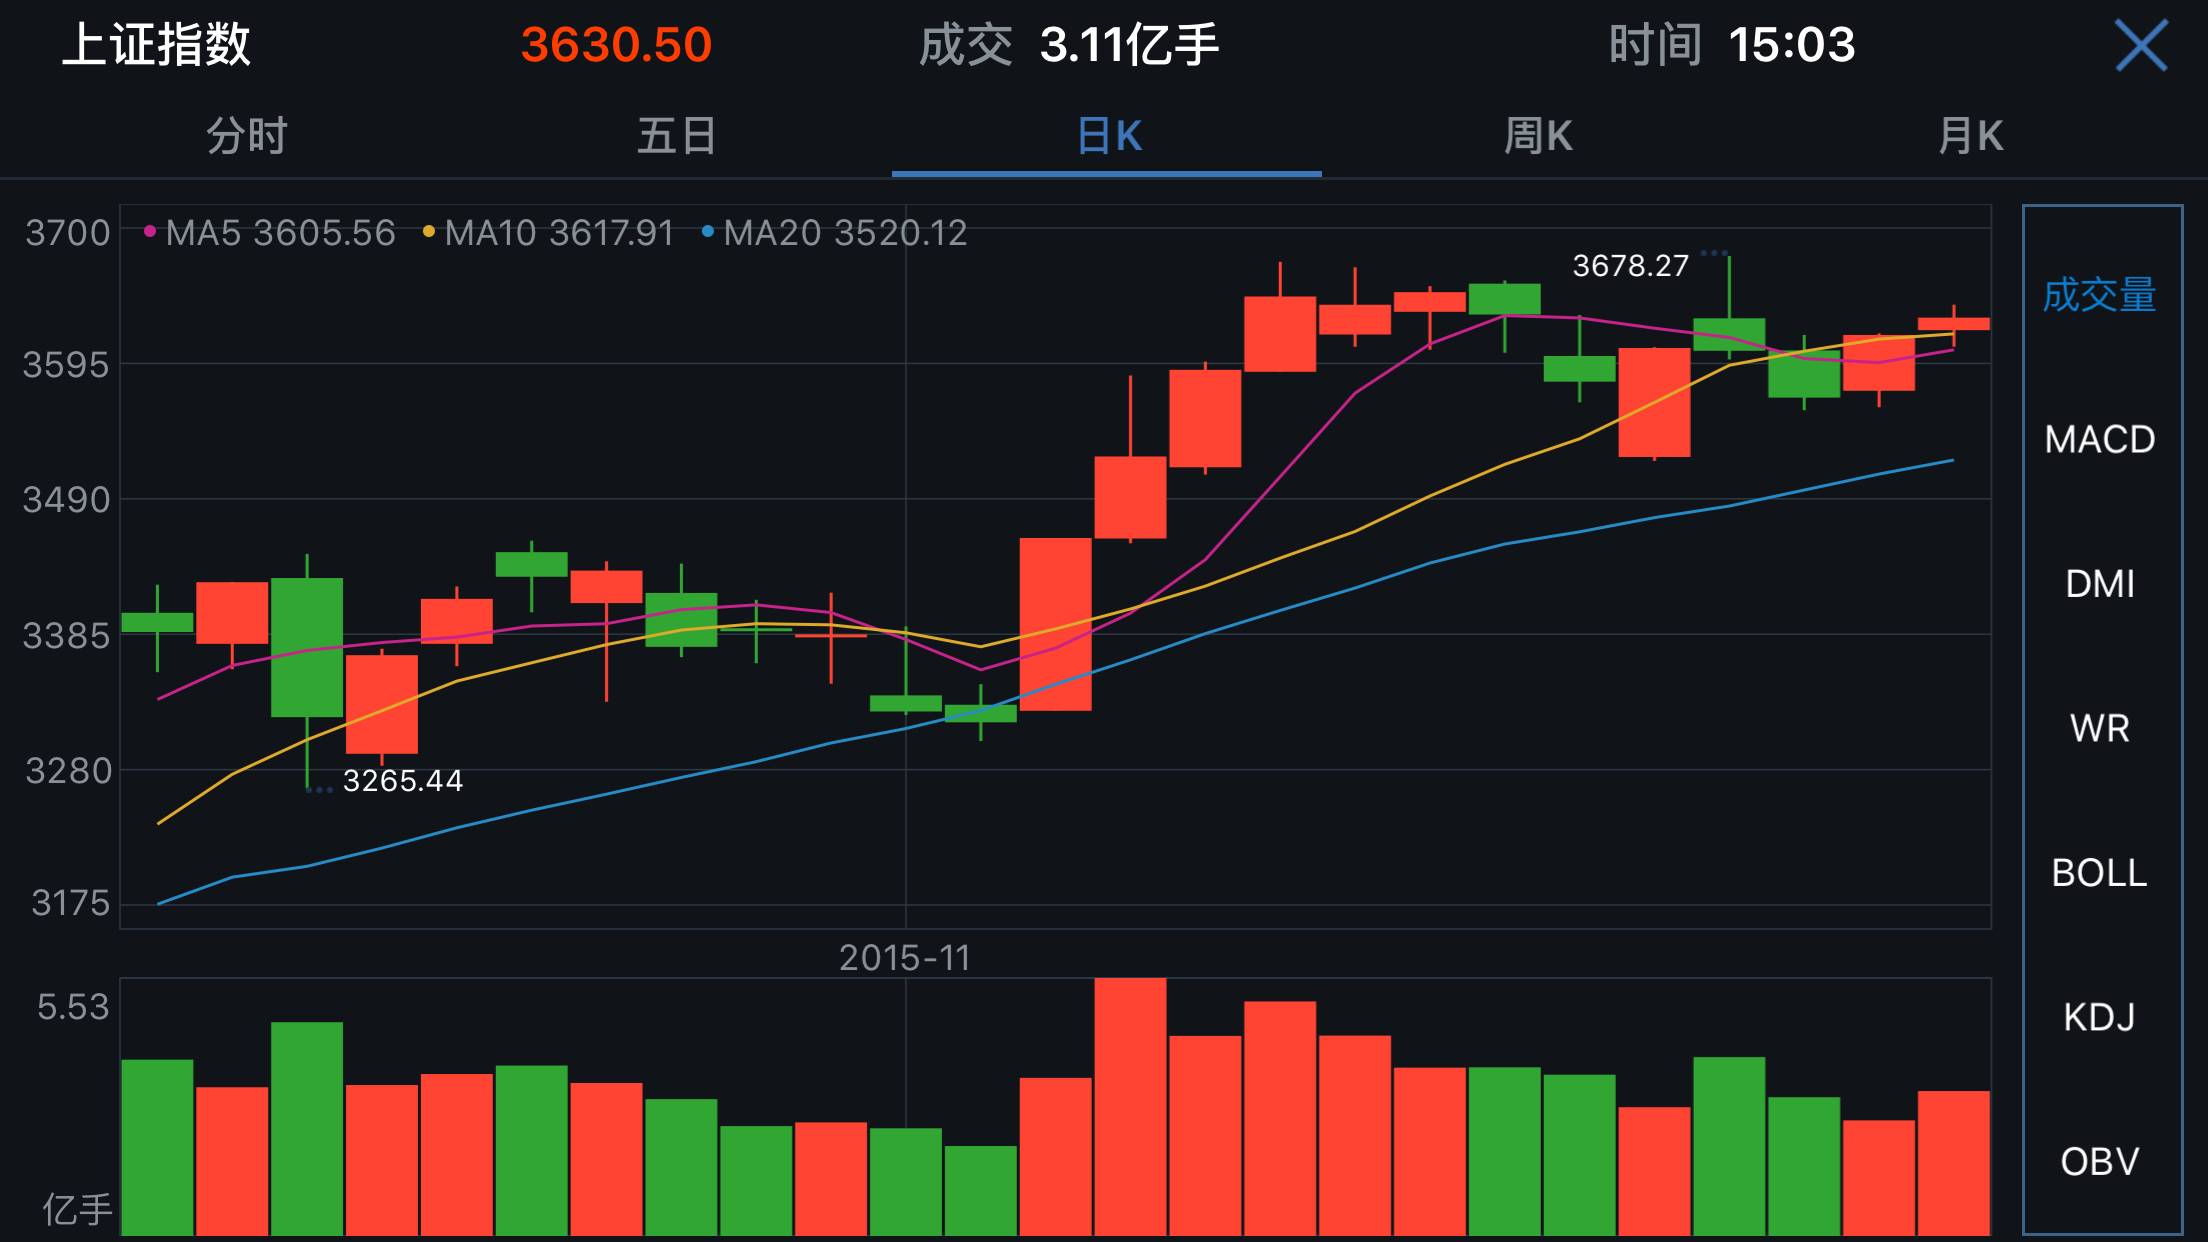 上证指数 3630.50 成交 3.11亿手 时间 15:03
分时 五日 日K 周K 月K
3700 MA5 3605.56 MA10 3617.91 MA20 3520.12
3678.27
成交量
3595
MACD
3490
DMI
3385
WR
3280
3265.44
BOLL
3175
2015-11
5.53
KDJ
OBV
亿手